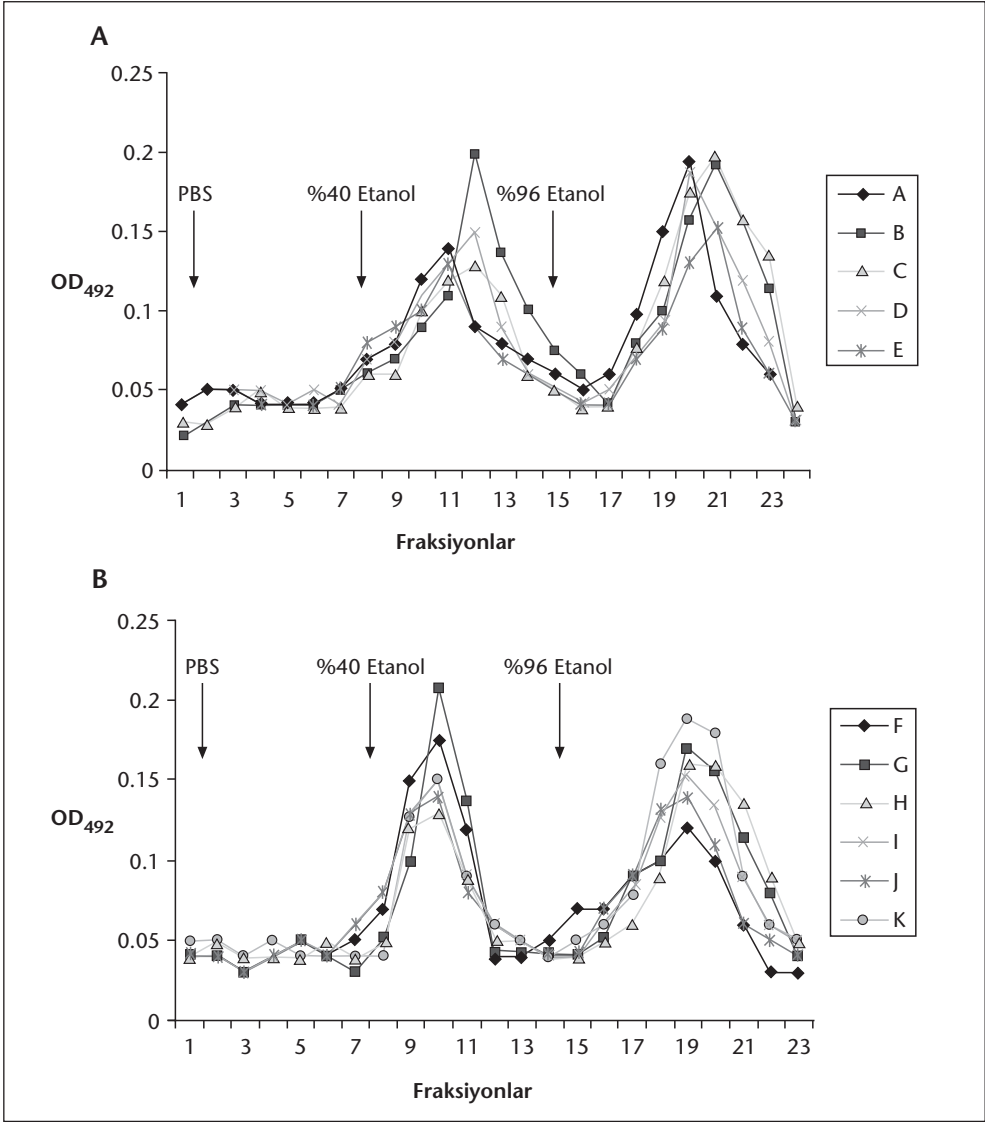 A
0.25
0.2
0.15
0.1
0.05
0
OD492
PBS
%40 Etanol
%96 Etanol
1 3 5 7 9 11 13 15 17 19 21 23
Fraksiyonlar
A
B
C
D
E
B
0.25
0.2
0.15
0.1
0.05
0
OD492
PBS
%40 Etanol
%96 Etanol
1 3 5 7 9 11 13 15 17 19 21 23
Fraksiyonlar
F
G
H
I
J
K